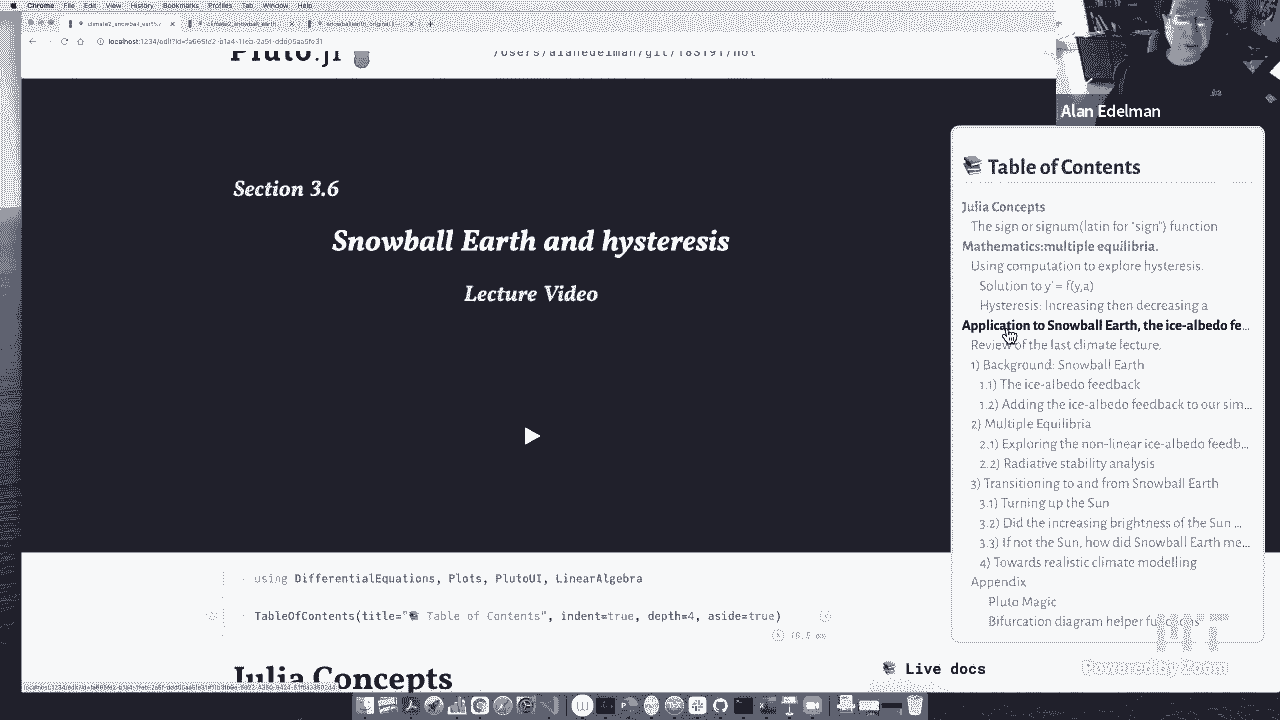 Chrome File Edit View History Bookmarks Profiles Tab Window Help
Pluto.jl
/Users/alanedelman/git/18S191/not
Alan Edelman
Section 3.6
Snowball Earth and hysteresis
Lecture Video
📚 Table of Contents
Julia Concepts
The sign or signum(latin for "sign") function
Mathematics:multiple equilibria.
Using computation to explore hysteresis.
Solution to y' = f(y,a)
Hysteresis: Increasing then decreasing a
Application to Snowball Earth, the ice-albedo fe...
Review of the last climate lecture.
1) Background: Snowball Earth
1.1) The ice-albedo feedback
1.2) Adding the ice-albedo feedback to our sim...
2) Multiple Equilibria
2.1) Exploring the non-linear ice-albedo feedb...
2.2) Radiative stability analysis
3) Transitioning to and from Snowball Earth
3.1) Turning up the Sun
3.2) Did the increasing brightness of the Sun ...
3.3) If not the Sun, how did Snowball Earth me...
4) Towards realistic climate modelling
Appendix
Pluto Magic
Bifurcation diagram helper functions
using DifferentialEquations, Plots, PlutoUI, LinearAlgebra
TableOfContents(title="📚 Table of Contents", indent=true, depth=4, aside=true)
Julia Concepts
📚 Live docs
Powered by Zoom